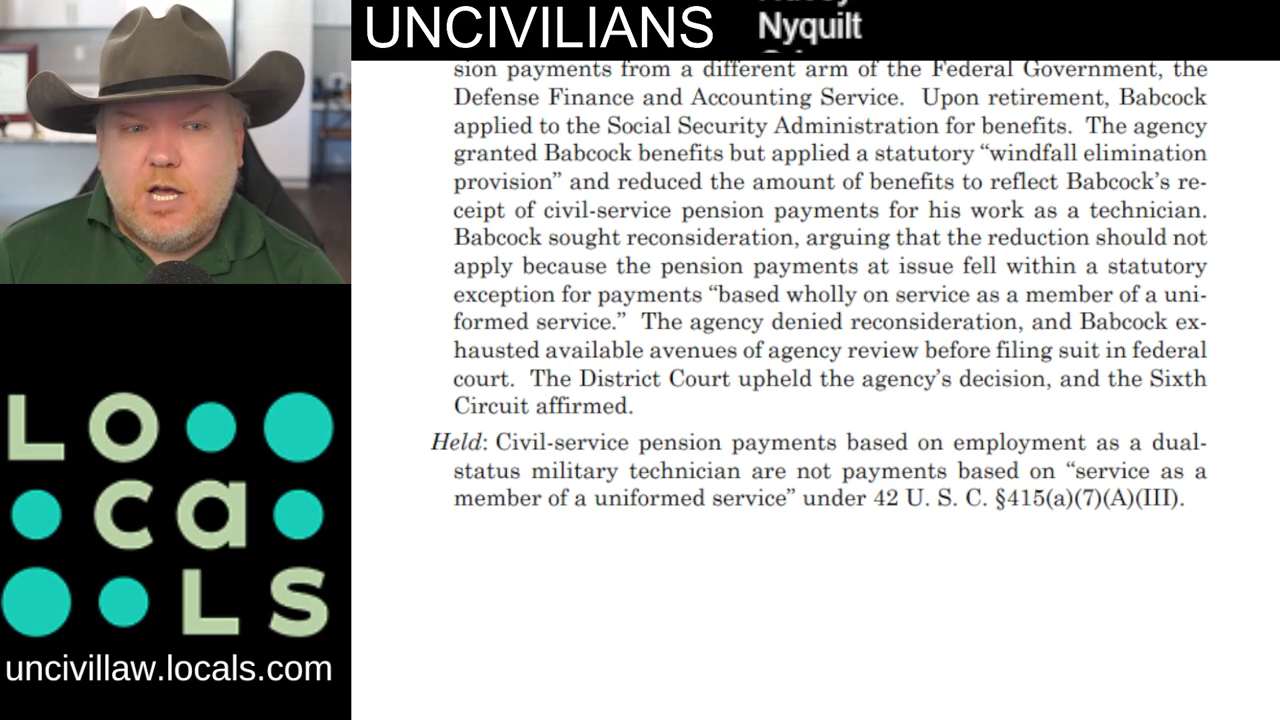 UNCIVILIANS
Nyquilt
sion payments from a different arm of the Federal Government, the
Defense Finance and Accounting Service. Upon retirement, Babcock
applied to the Social Security Administration for benefits. The agency
granted Babcock benefits but applied a statutory “windfall elimination
provision” and reduced the amount of benefits to reflect Babcock’s re-
ceipt of civil-service pension payments for his work as a technician.
Babcock sought reconsideration, arguing that the reduction should not
apply because the pension payments at issue fell within a statutory
exception for payments “based wholly on service as a member of a uni-
formed service.” The agency denied reconsideration, and Babcock ex-
hausted available avenues of agency review before filing suit in federal
court. The District Court upheld the agency’s decision, and the Sixth
Circuit affirmed.
Held: Civil-service pension payments based on employment as a dual-
status military technician are not payments based on “service as a
member of a uniformed service” under 42 U. S. C. §415(a)(7)(A)(III).
LO
ca
LS
uncivillaw.locals.com